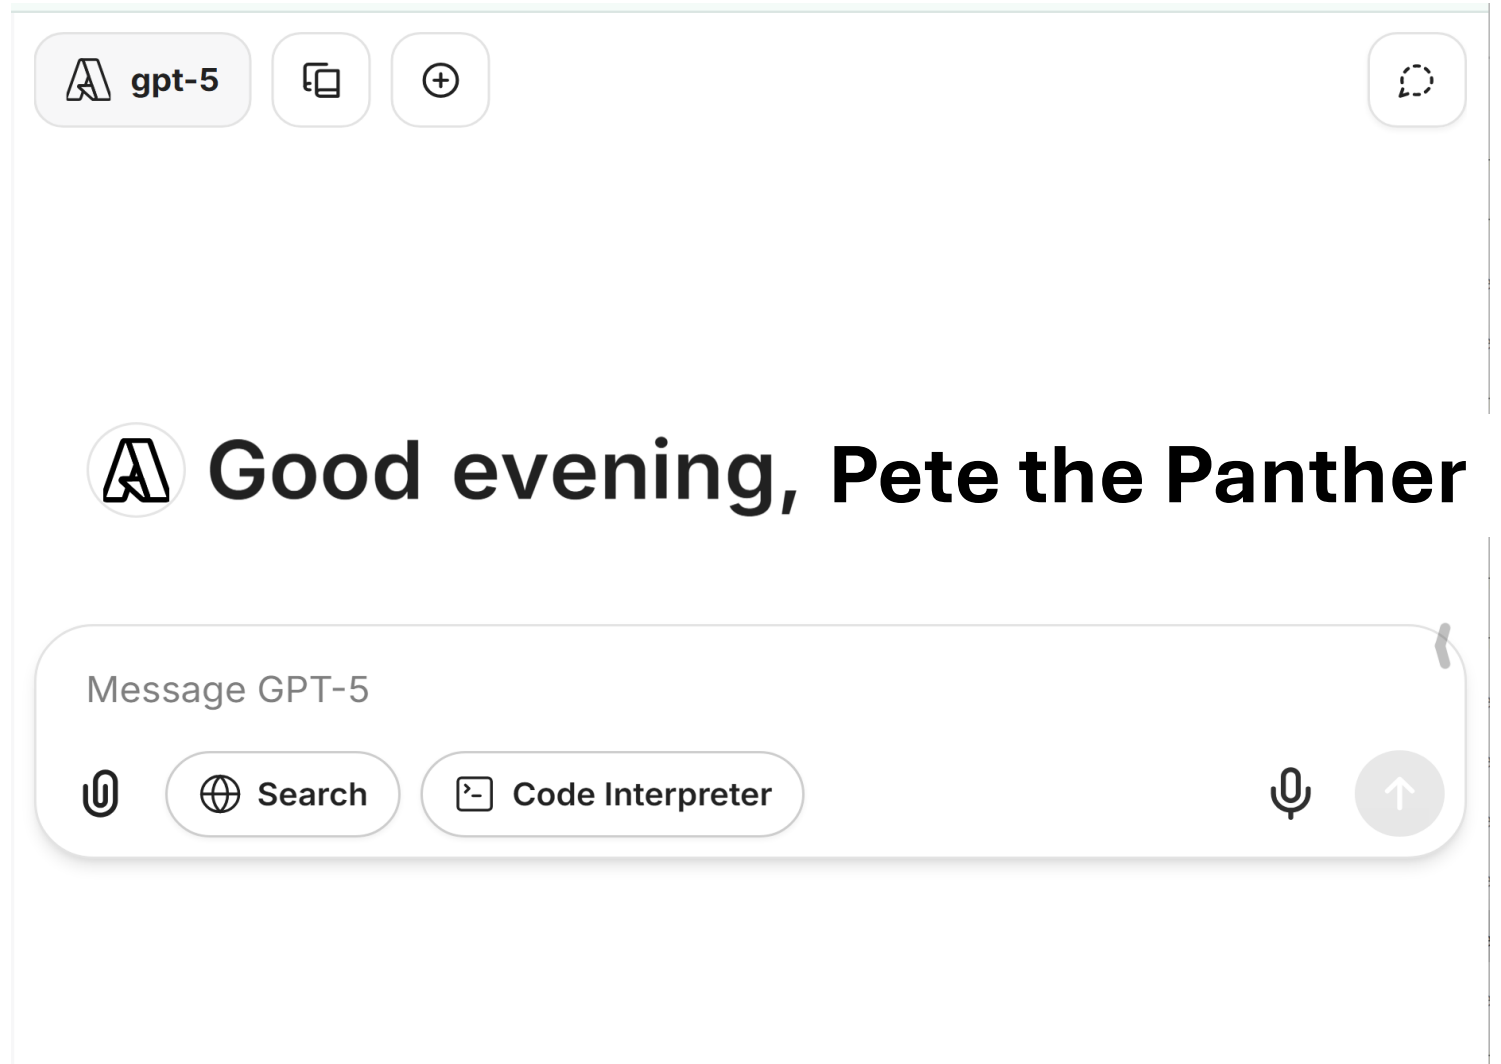 gpt-5
Good evening, Pete the Panther
Message GPT-5
Search Code Interpreter